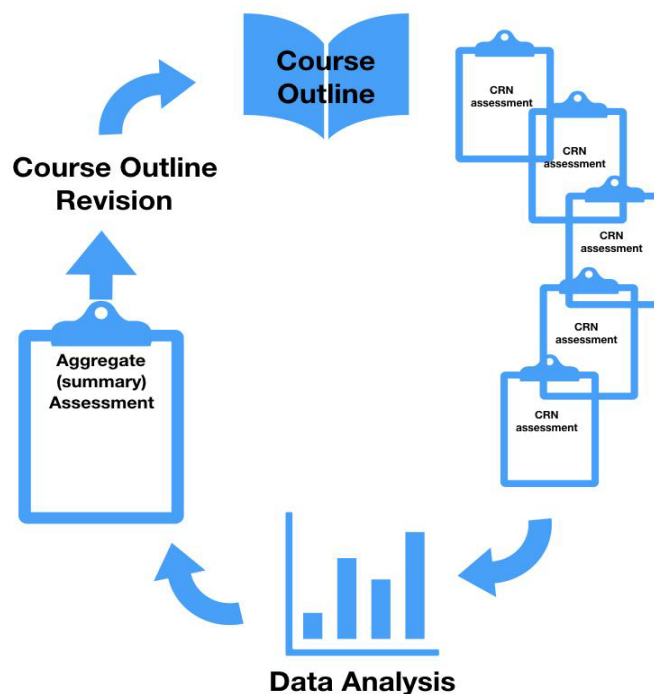 Course
Outline
CRN
assessment
CRN
assessment
CRN
assessment
CRN
assessment
CRN
assessment
Data Analysis
Aggregate
(summary)
Assessment
Course Outline
Revision